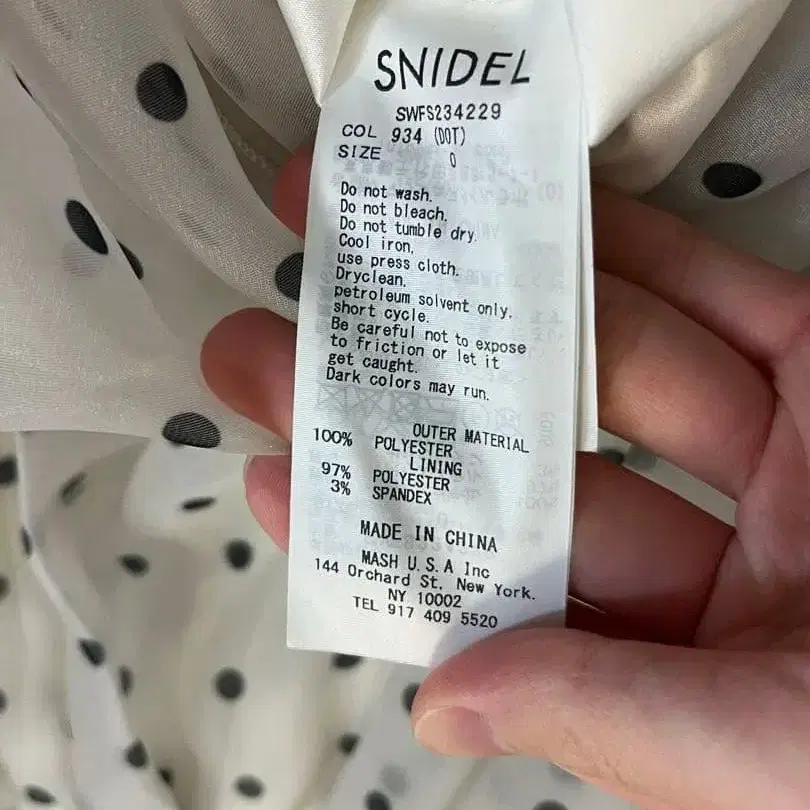 SNIDEL
SWFS234229
COL 934 (DOT)
SIZE 0
Do not wash.
Do not bleach.
Do not tumble dry.
Cool iron,
use press cloth.
Dryclean.
petroleum solvent only.
short cycle.
Be careful not to expose
to friction or let it
get caught.
Dark colors may run.
OUTER MATERIAL
100% POLYESTER
LINING
97% POLYESTER
3% SPANDEX
MADE IN CHINA
MASH U.S.A Inc
144 Orchard St. New York.
NY 10002
TEL 917 409 5520